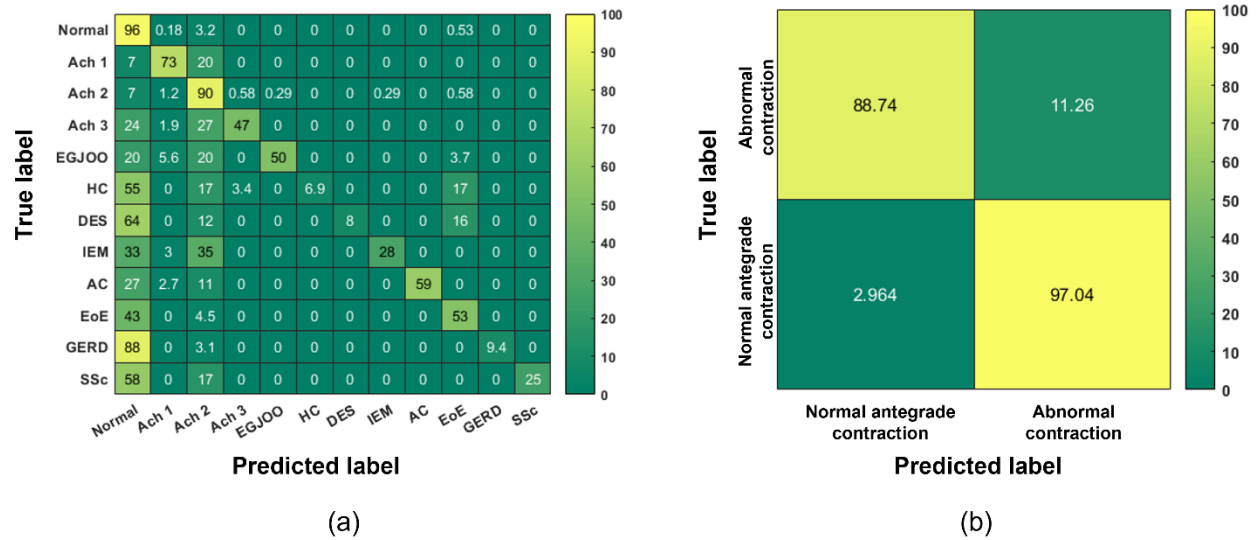 True label
Normal 96 0.18 3.2 0 0 0 0 0 0 0.53 0 0
Ach 1 7 73 20 0 0 0 0 0 0 0 0 0
Ach 2 7 1.2 90 0.58 0.29 0 0 0.29 0 0.58 0 0
Ach 3 24 1.9 27 47 0 0 0 0 0 0 0 0
EGJOO 20 5.6 20 0 50 0 0 0 0 3.7 0 0
HC 55 0 17 3.4 0 6.9 0 0 0 17 0 0
DES 64 0 12 0 0 0 8 0 0 16 0 0
IEM 33 3 35 0 0 0 0 28 0 0 0 0
AC 27 2.7 11 0 0 0 0 0 59 0 0 0
EoE 43 0 4.5 0 0 0 0 0 0 53 0 0
GERD 88 0 3.1 0 0 0 0 0 0 0 9.4 0
SSc 58 0 17 0 0 0 0 0 0 0 0 25
Normal Ach 1 Ach 2 Ach 3 EGJOO HC DES IEM AC EoE GERD SSc
Predicted label
100
90
80
70
60
50
40
30
20
10
0
(a)
True label
Abnormal
contraction
88.74 11.26
Normal antegrade
contraction
2.964 97.04
Normal antegrade
contraction
Abnormal
contraction
Predicted label
100
90
80
70
60
50
40
30
20
10
0
(b)